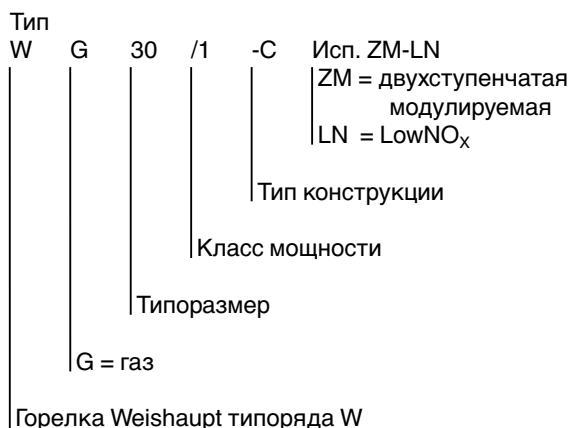 Тип
W G 30 /1 -C Исп. ZM-LN
ZM = двухступенчатая
модулируемая
LN = LowNOX
Тип конструкции
Класс мощности
Типоразмер
G = газ
Горелка Weishaupt типоряда W